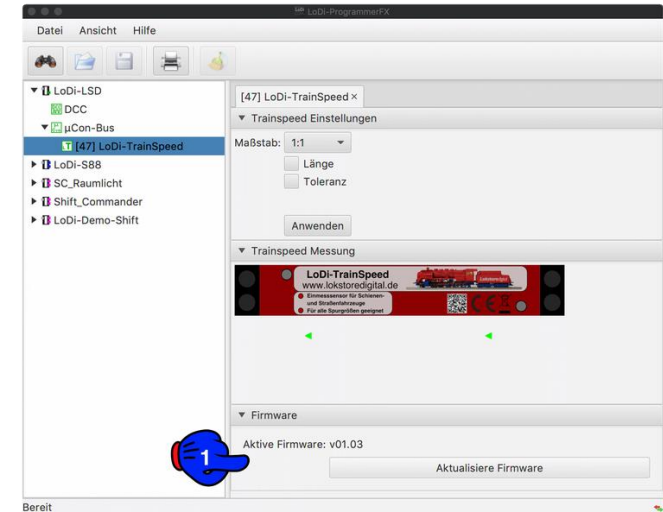 LoDi-ProgrammerFX
Datei Ansicht Hilfe
LoDi-LSD
DCC
µCon-Bus
[47] LoDi-TrainSpeed
LoDi-S88
SC_Raumlicht
Shift_Commander
LoDi-Demo-Shift
[47] LoDi-TrainSpeed ×
Trainspeed Einstellungen
Maßstab: 1:1
Länge
Toleranz
Anwenden
Trainspeed Messung
LoDi-TrainSpeed
www.lokstoredigital.de
Einmesssensor für Schienen-
und Straßenfahrzeuge
Für alle Spurgrößen geeignet
CE
Firmware
Aktive Firmware: v01.03
1
Aktualisiere Firmware
Bereit